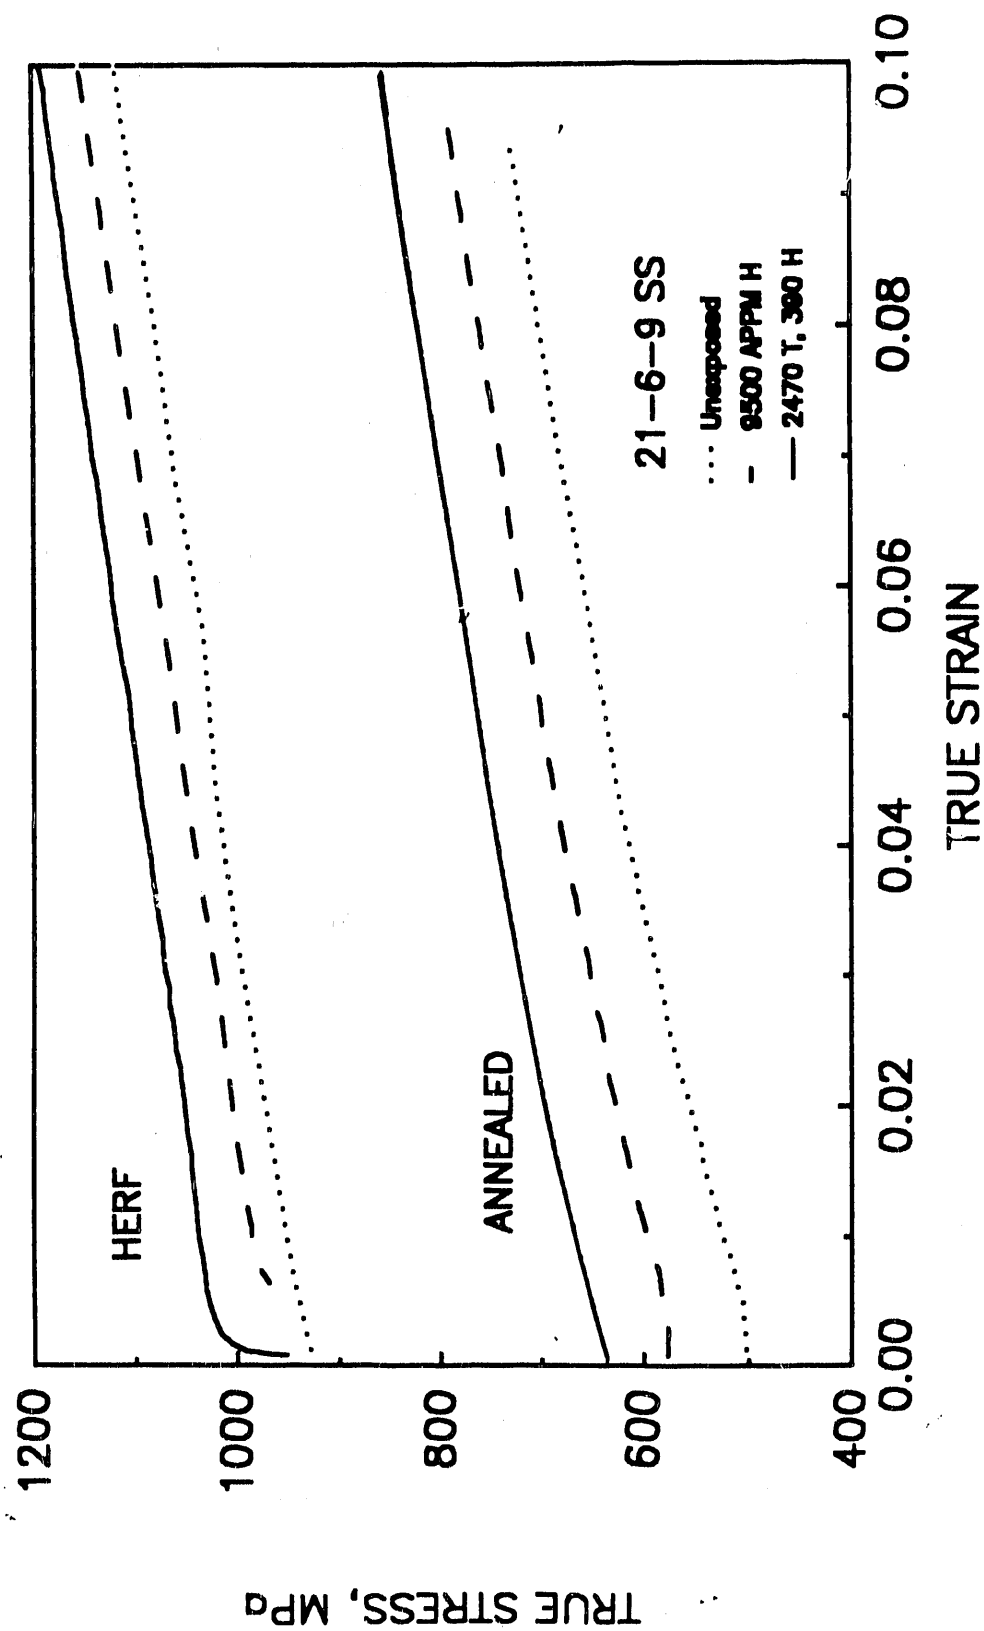 TRUE STRESS, MPa
1200
1000
800
600
400
HERF
ANNEALED
21-6-9 SS
···· Unexposed
– 9500 APPM H
— 2470 T, 390 H
0.00
0.02
0.04
0.06
0.08
0.10
TRUE STRAIN